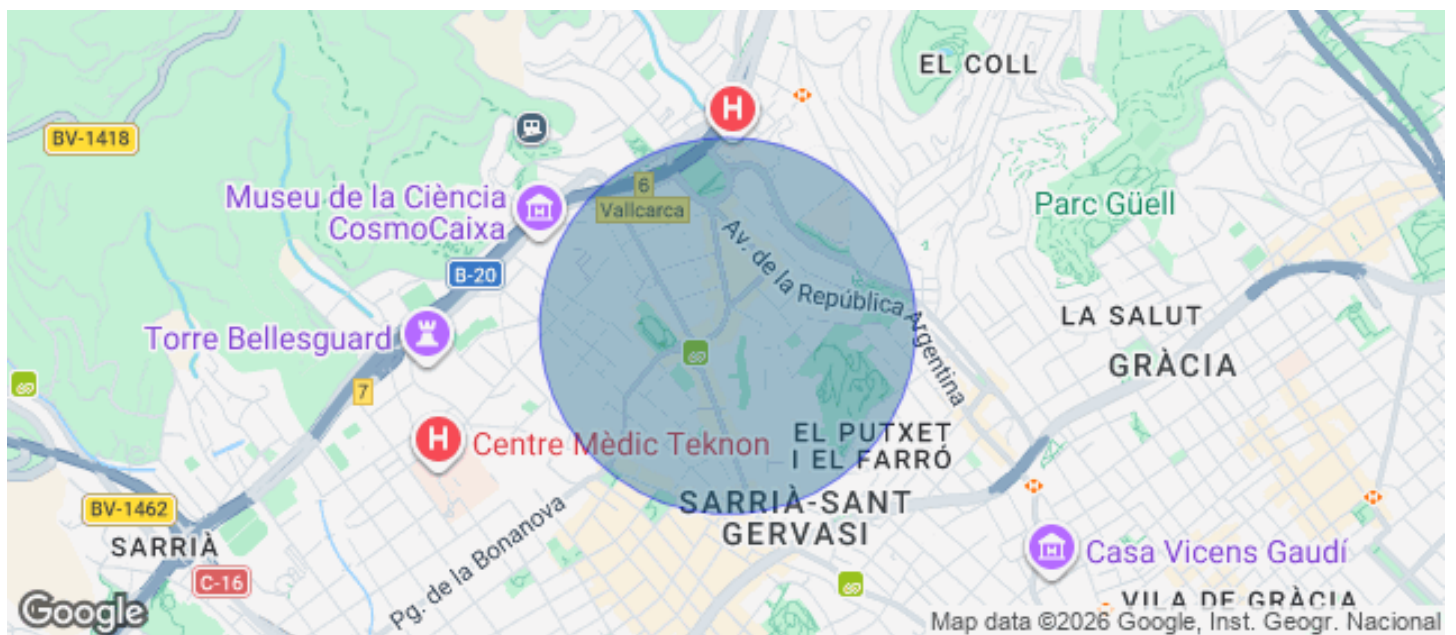 EL COLL
H
BV-1418
Museu de la Ciència
CosmoCaixa
6
Vallcarca
Parc Güell
B-20
Av. de la República Argentina
Torre Bellesguard
LA SALUT
GRÀCIA
7
H
Centre Mèdic Teknon
EL PUTXET
I EL FARRÓ
SARRIÀ-SANT
GERVASI
BV-1462
SARRIÀ
C-16
Pg. de la Bonanova
Casa Vicens Gaudí
VILA DE GRÀCIA
Google
Map data ©2026 Google, Inst. Geogr. Nacional